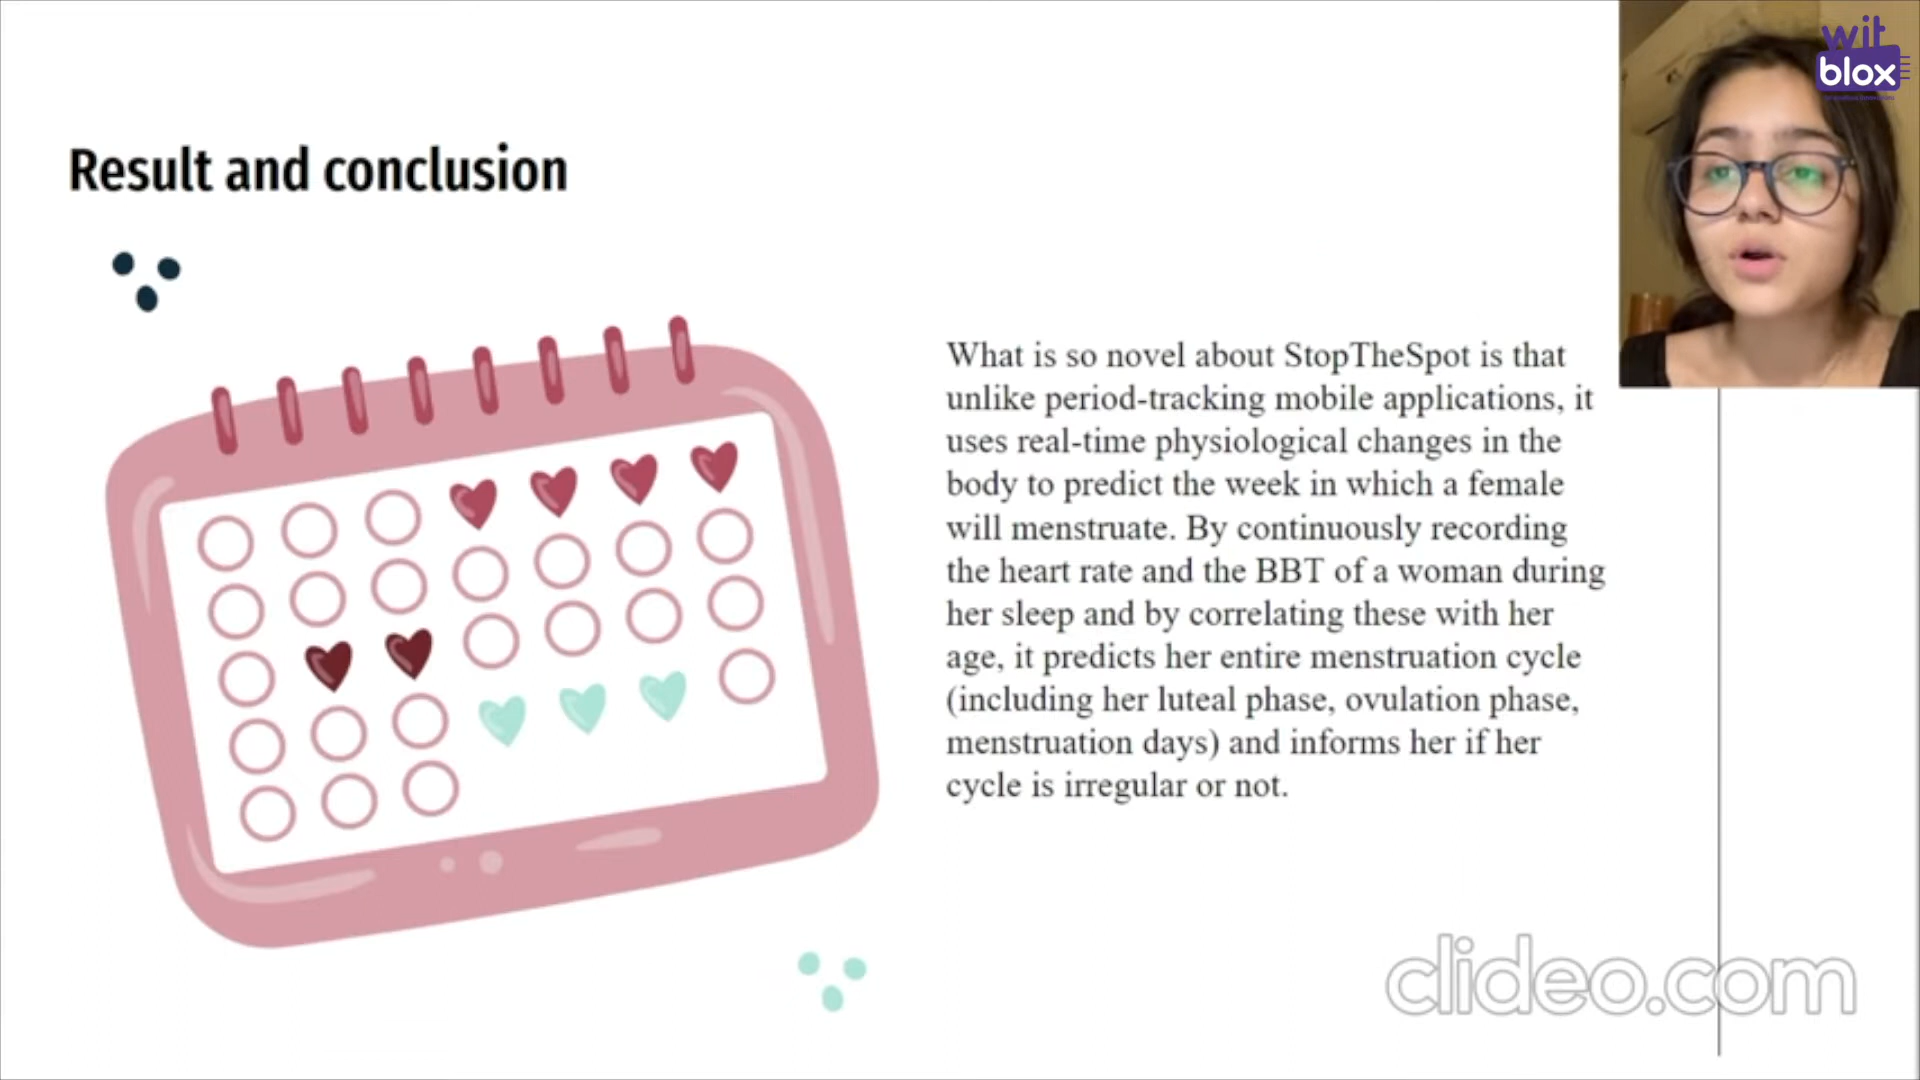 wit
blox
Result and conclusion
What is so novel about StopTheSpot is that
unlike period-tracking mobile applications, it
uses real-time physiological changes in the
body to predict the week in which a female
will menstruate. By continuously recording
the heart rate and the BBT of a woman during
her sleep and by correlating these with her
age, it predicts her entire menstruation cycle
(including her luteal phase, ovulation phase,
menstruation days) and informs her if her
cycle is irregular or not.
clideo.com